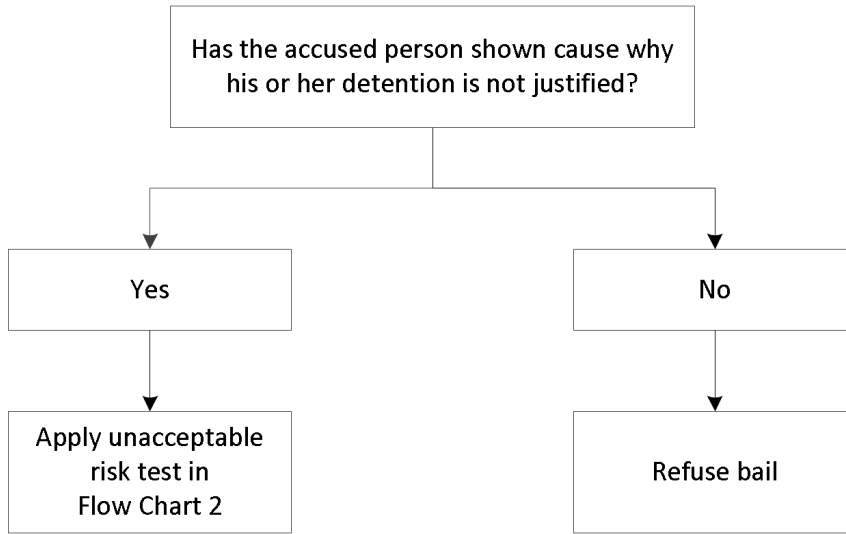 Has the accused person shown cause why
his or her detention is not justified?
Yes
No
Apply unacceptable
risk test in
Flow Chart 2
Refuse bail